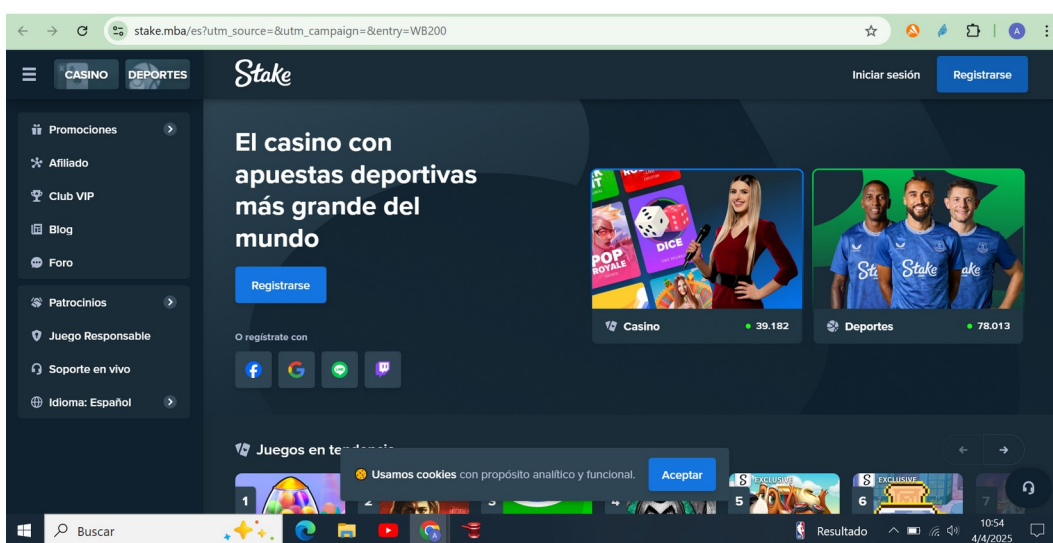 stake.mba/es?utm_source=&utm_campaign=&entry=WB200
A
CASINO
DEPORTES
Stake
Iniciar sesión
Registrarse
Promociones
Afiliado
Club VIP
Blog
Foro
Patrocinios
Juego Responsable
Soporte en vivo
Idioma: Español
El casino con
apuestas deportivas
más grande del
mundo
Registrarse
O regístrate con
POP
ROYALE
DICE
Casino
39.182
Stake
Deportes
78.013
Juegos en tendencia
Usamos cookies con propósito analítico y funcional.
Aceptar
1
2
3
4
5
EXCLUSIVE
6
EXCLUSIVE
7
Buscar
Resultado
10:54
4/4/2025